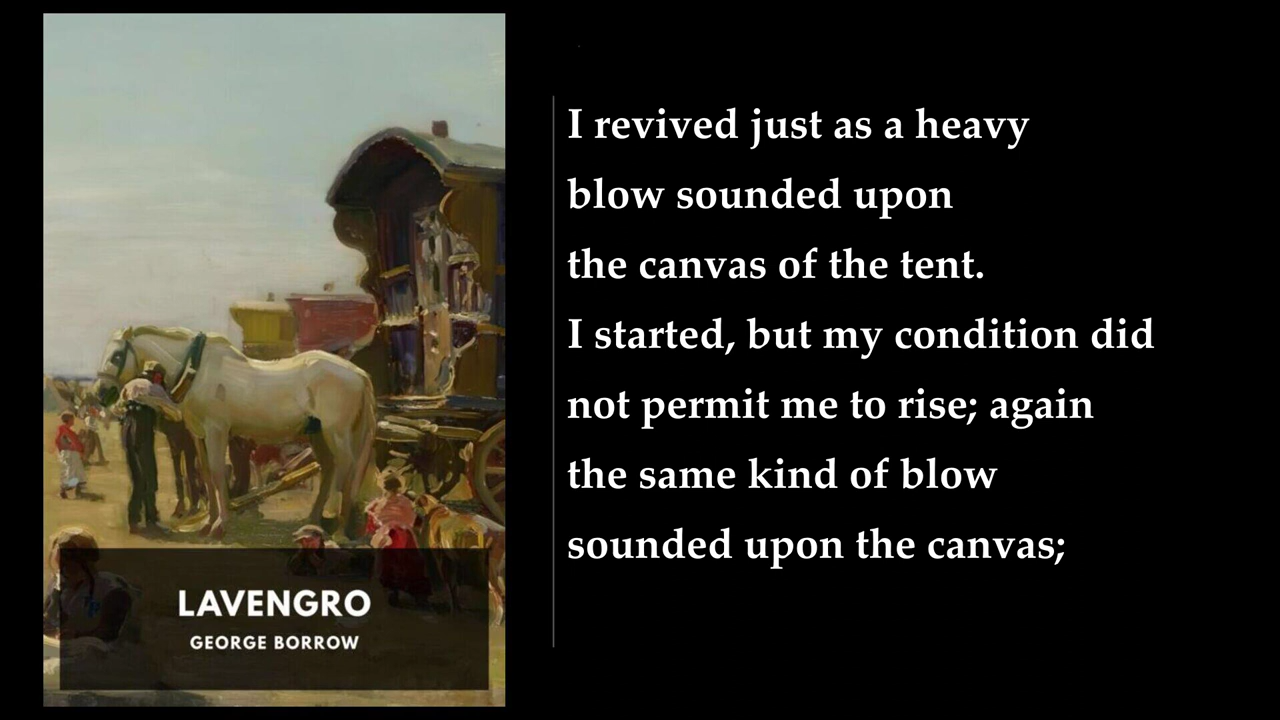 LAVENGRO
GEORGE BORROW
I revived just as a heavy
blow sounded upon
the canvas of the tent.
I started, but my condition did
not permit me to rise; again
the same kind of blow
sounded upon the canvas;